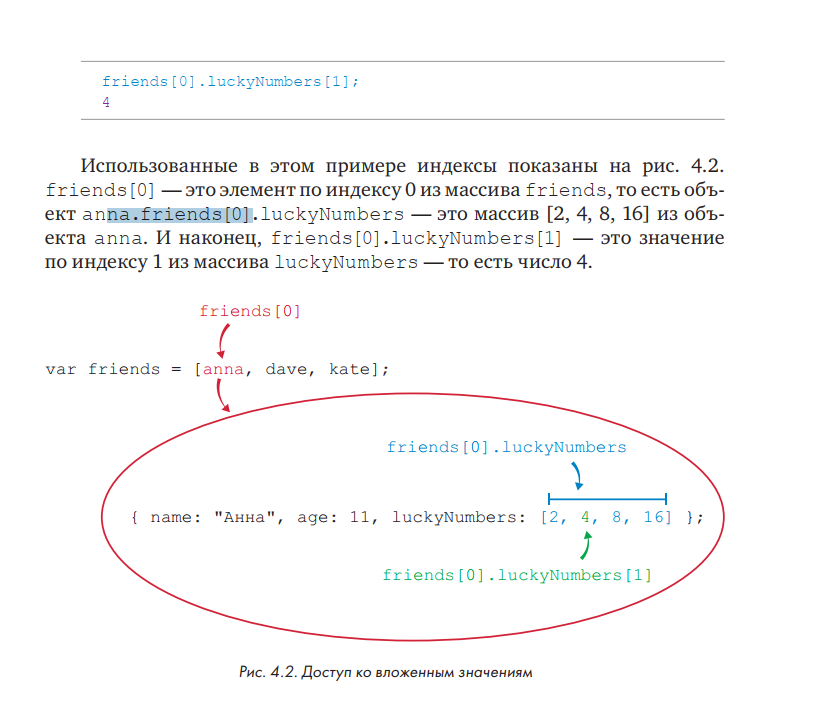 friends[0].luckyNumbers[1];
4
Использованные в этом примере индексы показаны на рис. 4.2.
friends[0] — это элемент по индексу 0 из массива friends, то есть объ-
ект anna.friends[0].luckyNumbers — это массив [2, 4, 8, 16] из объ-
екта anna. И наконец, friends[0].luckyNumbers[1] — это значение
по индексу 1 из массива luckyNumbers — то есть число 4.
friends[0]
var friends = [anna, dave, kate];
friends[0].luckyNumbers
{ name: "Анна", age: 11, luckyNumbers: [2, 4, 8, 16] };
friends[0].luckyNumbers[1]
Рис. 4.2. Доступ ко вложенным значениям